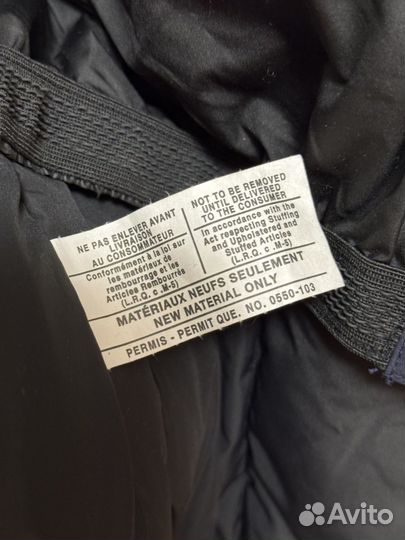 NE PAS ENLEVER AVANT
LIVRAISON
AU CONSOMMATEUR
Conformément à la loi sur
les matériaux de
rembourrage et les
Articles Rembourrés
(L.R.Q. c .M-5)
NOT TO BE REMOVED
UNTIL DELIVERED
TO THE CONSUMER
In accordance with the
Act respecting Stuffing
and Upholstered and
stuffed Articles
(L.R.Q. c .M-5)
MATÉRIAUX NEUFS SEULEMENT
NEW MATERIAL ONLY
PERMIS - PERMIT QUE. NO. 0550-103
Avito